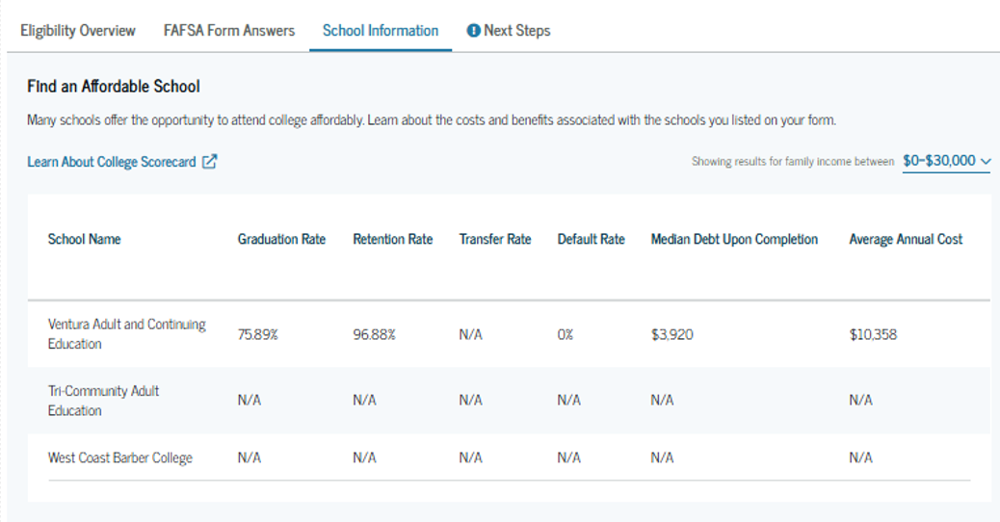 Eligibility Overview FAFSA Form Answers School Information Next Steps
Find an Affordable School
Many schools offer the opportunity to attend college affordably. Learn about the costs and benefits associated with the schools you listed on your form.
Learn About College Scorecard Showing results for family income between $0-$30,000
School Name Graduation Rate Retention Rate Transfer Rate Default Rate Median Debt Upon Completion Average Annual Cost
Ventura Adult and Continuing
Education 75.89% 96.88% N/A 0% $3,920 $10,358
Tri-Community Adult
Education N/A N/A N/A N/A N/A N/A
West Coast Barber College N/A N/A N/A N/A N/A N/A